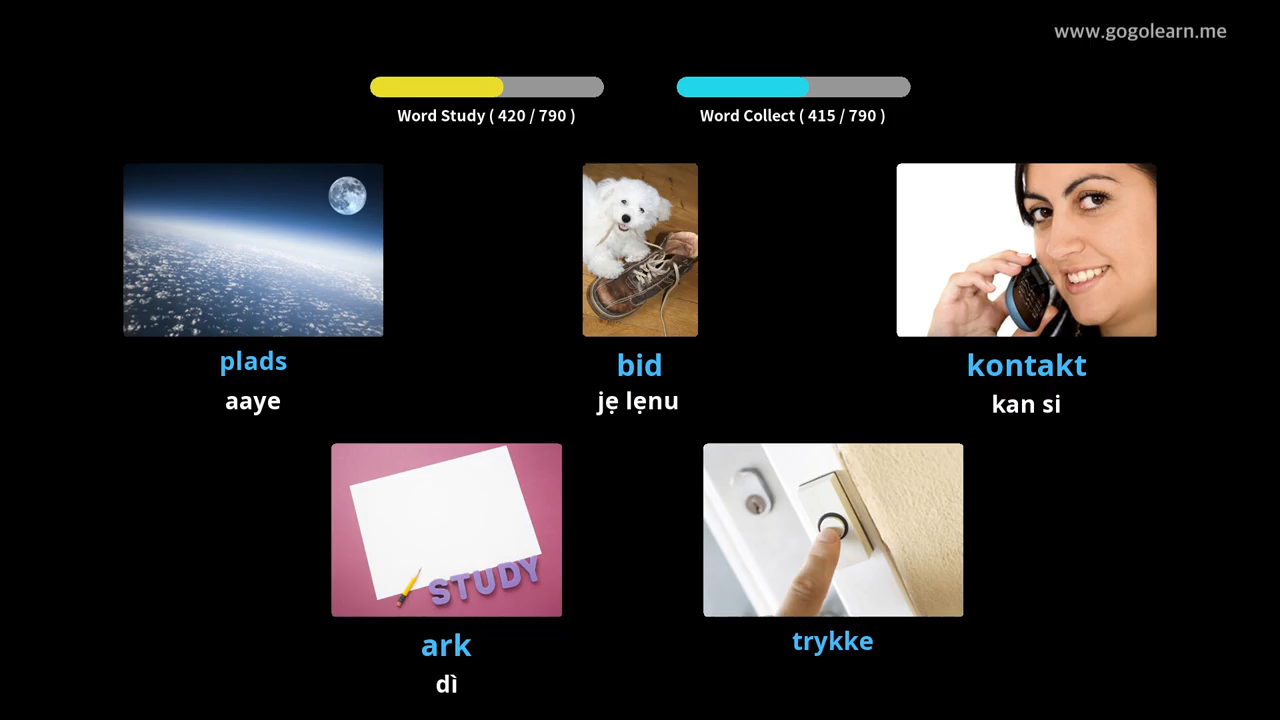 www.gogolearn.me
Word Study ( 420 / 790 )
Word Collect ( 415 / 790 )
plads
bid
kontakt
aaye
jẹ lẹnu
kan si
STUDY
ark
trykke
dì